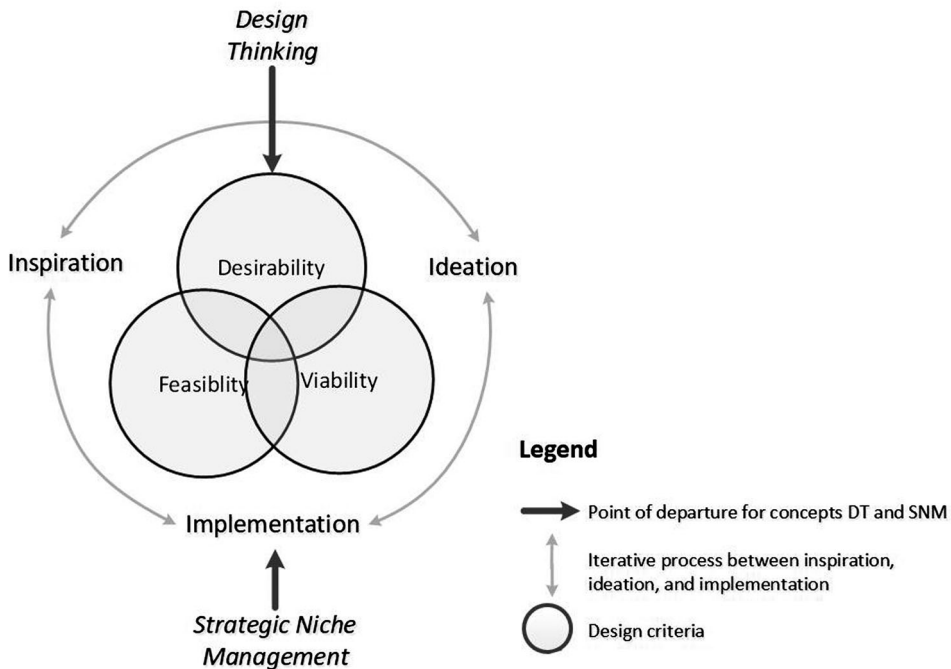 Design
Thinking
Inspiration
Desirability
Ideation
Feasiblity
Viability
Implementation
Strategic Niche
Management
Legend
Point of departure for concepts DT and SNM
Iterative process between inspiration,
ideation, and implementation
Design criteria